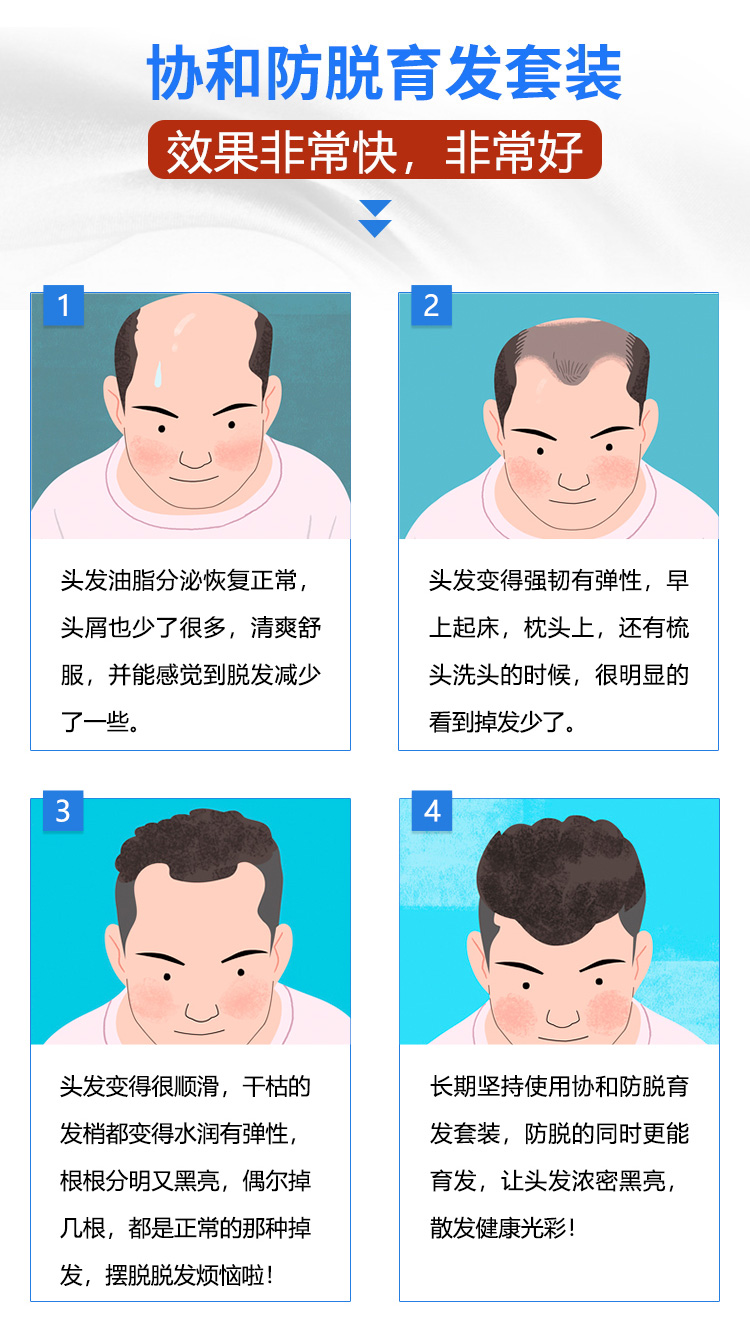 协和防脱育发套装
效果非常快，非常好
1
头发油脂分泌恢复正常，
头屑也少了很多，清爽舒
服，并能感觉到脱发减少
了一些。
2
头发变得强韧有弹性，早
上起床，枕头上，还有梳
头洗头的时候，很明显的
看到掉发少了。
3
头发变得很顺滑，干枯的
发梢都变得水润有弹性，
根根分明又黑亮，偶尔掉
几根，都是正常的那种掉
发，摆脱脱发烦恼啦！
4
长期坚持使用协和防脱育
发套装，防脱的同时更能
育发，让头发浓密黑亮，
散发健康光彩！